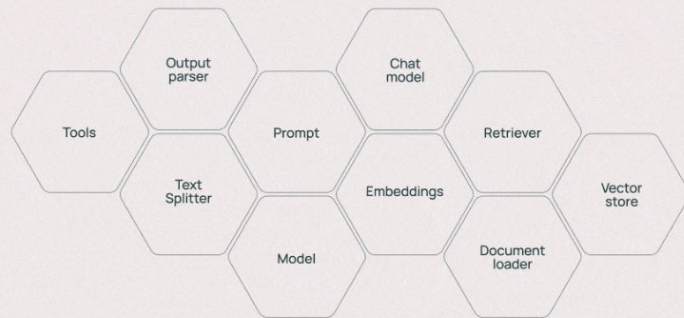 Output
parser
Chat
model
Tools
Prompt
Retriever
Text
Splitter
Embeddings
Vector
store
Model
Document
loader